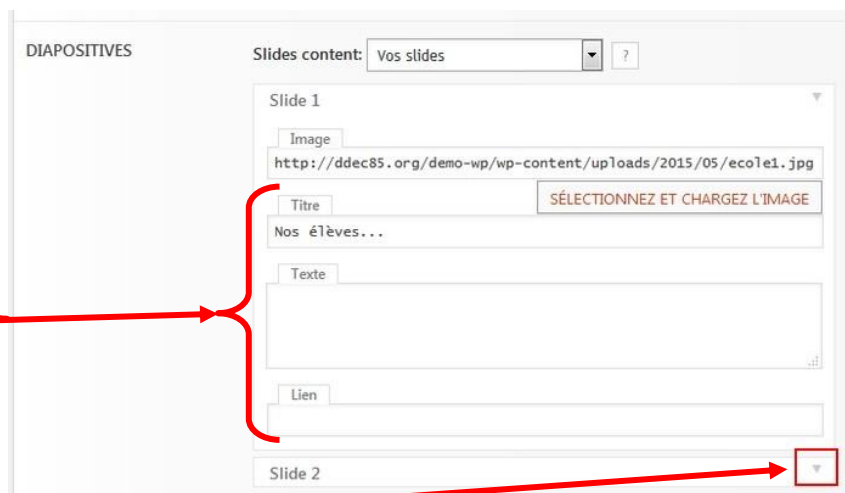 DIAPOSITIVES
Slides content: Vos slides ?
Slide 1
Image
http://ddec85.org/demo-wp/wp-content/uploads/2015/05/ecole1.jpg
SÉLECTIONNEZ ET CHARGEZ L'IMAGE
Titre
Nos élèves...
Texte
Lien
Slide 2